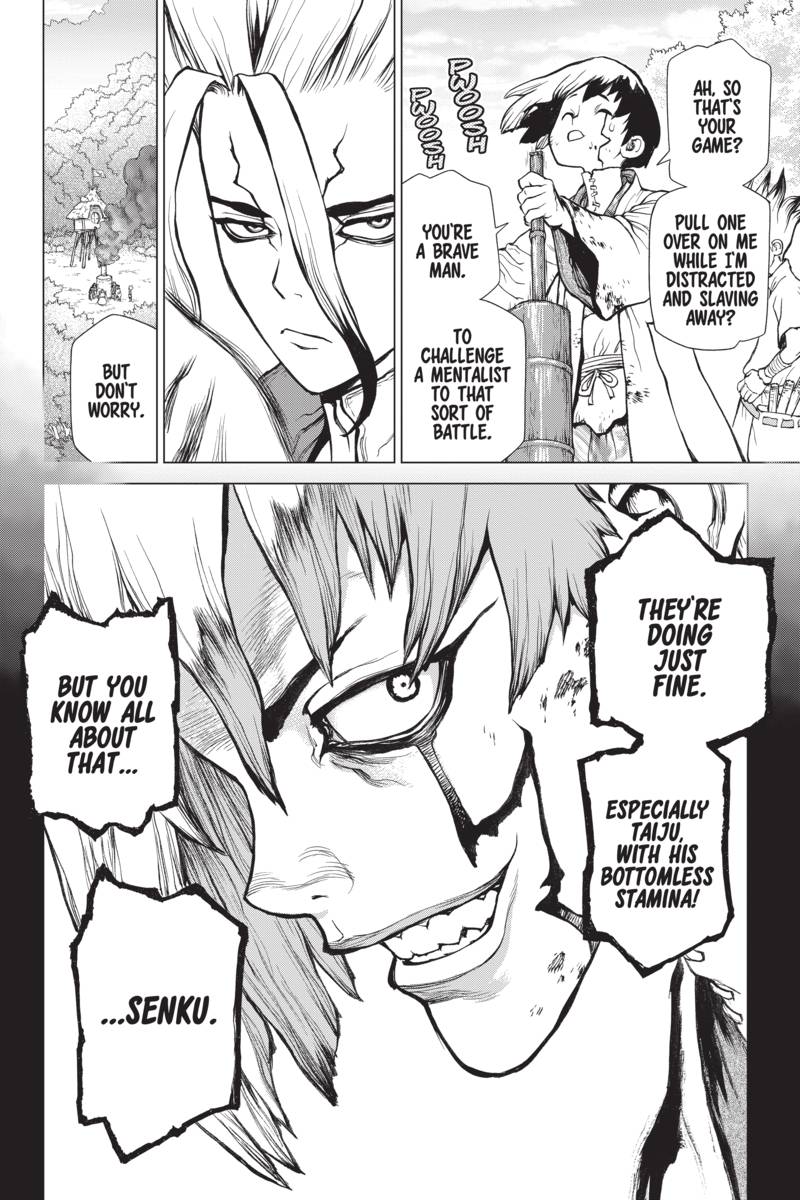 AH, SO
THAT'S
YOUR
GAME?
PULL ONE
OVER ON ME
WHILE I'M
DISTRACTED
AND SLAVING
AWAY?
PWOOSH
PWOOSH
YOU'RE
A BRAVE
MAN.
TO
CHALLENGE
A MENTALIST
TO THAT
SORT OF
BATTLE.
BUT
DON'T
WORRY.
THEY'RE
DOING
JUST
FINE.
ESPECIALLY
TAIJU,
WITH HIS
BOTTOMLESS
STAMINA!
BUT YOU
KNOW ALL
ABOUT
THAT...
...SENKU.